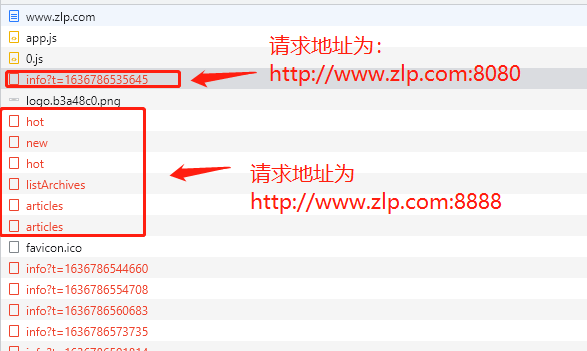 www.zlp.com
app.js
0.js
请求地址为：
http://www.zlp.com:8080
info?t=1636786535645
logo.b3a48c0.png
hot
new
hot
listArchives
articles
articles
请求地址为
http://www.zlp.com:8888
favicon.ico
info?t=1636786544660
info?t=1636786554708
info?t=1636786560683
info?t=1636786573735